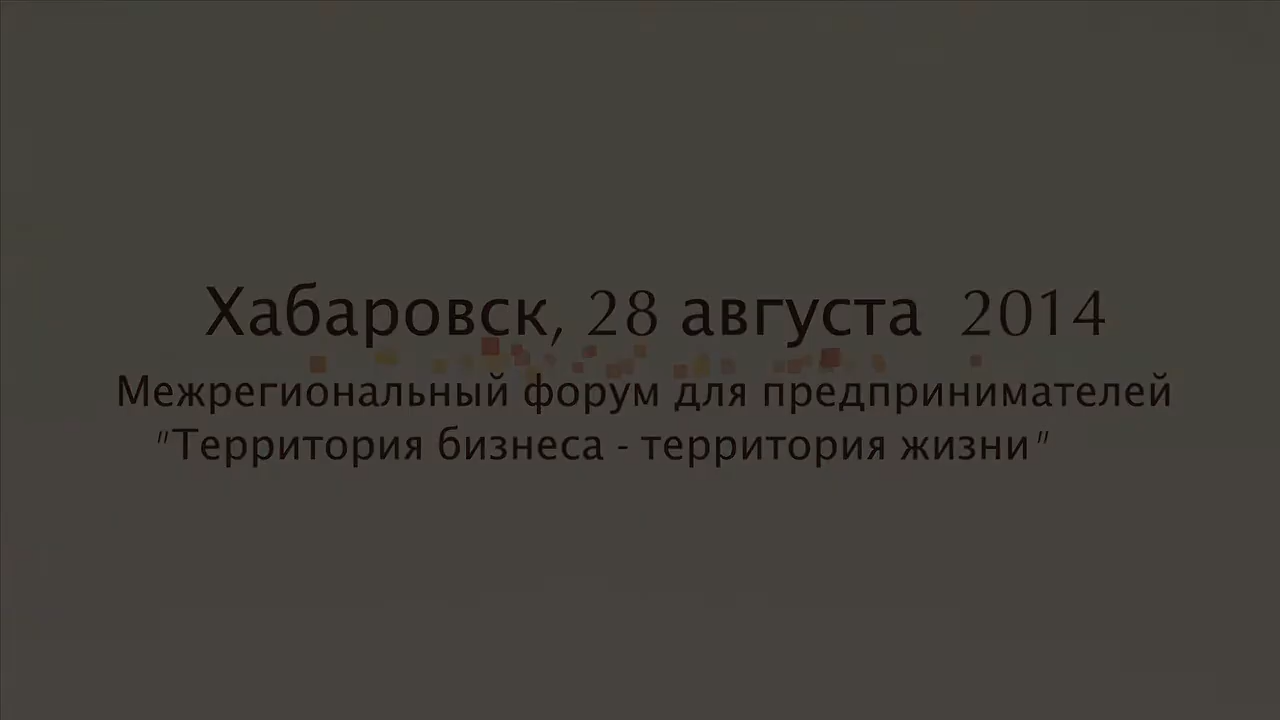 Хабаровск, 28 августа 2014
Межрегиональный форум для предпринимателей
"Территория бизнеса - территория жизни"